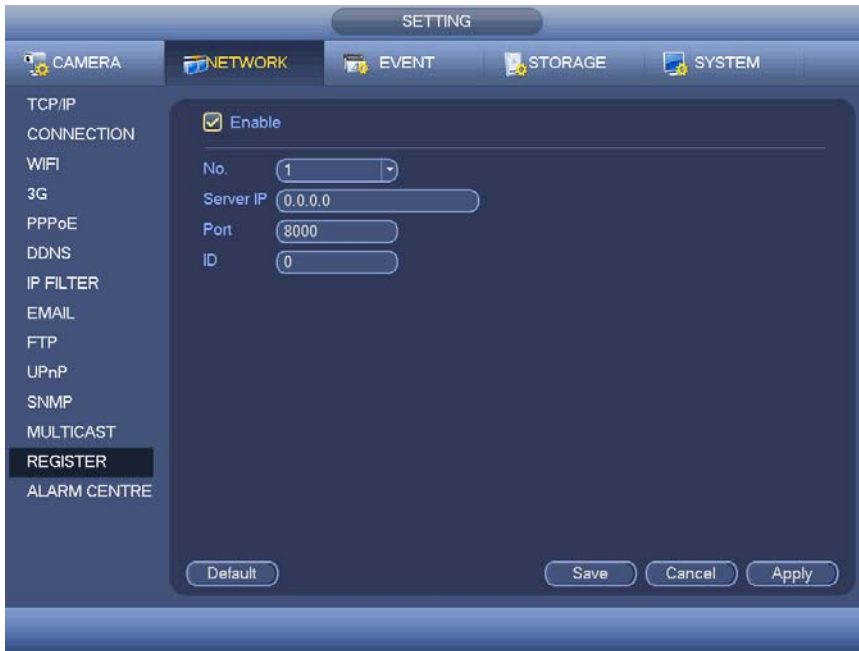 SETTING
CAMERA NETWORK EVENT STORAGE SYSTEM
TCP/IP
CONNECTION
WIFI
3G
PPPoE
DDNS
IP FILTER
EMAIL
FTP
UPnP
SNMP
MULTICAST
REGISTER
ALARM CENTRE
Enable
No. 1
Server IP 0.0.0.0
Port 8000
ID 0
Default Save Cancel Apply